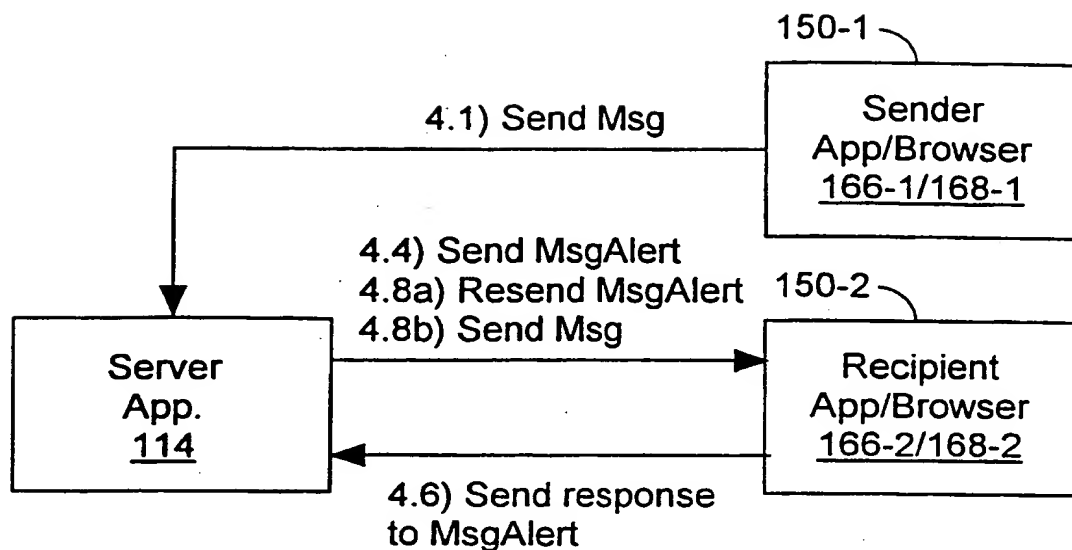 150-1
Sender
App/Browser
166-1/168-1
4.1) Send Msg
4.4) Send MsgAlert
4.8a) Resend MsgAlert
4.8b) Send Msg
150-2
Server
App.
114
Recipient
App/Browser
166-2/168-2
4.6) Send response
to MsgAlert